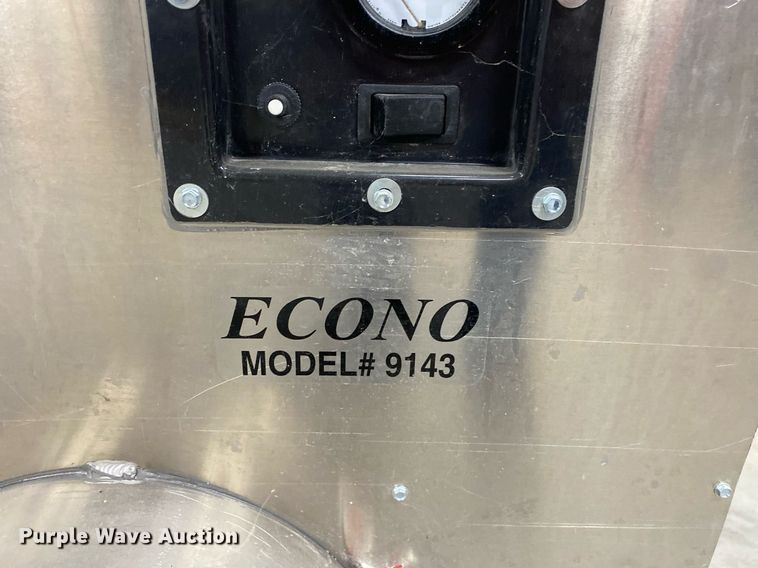 ECONO
MODEL# 9143
Purple Wave Auction